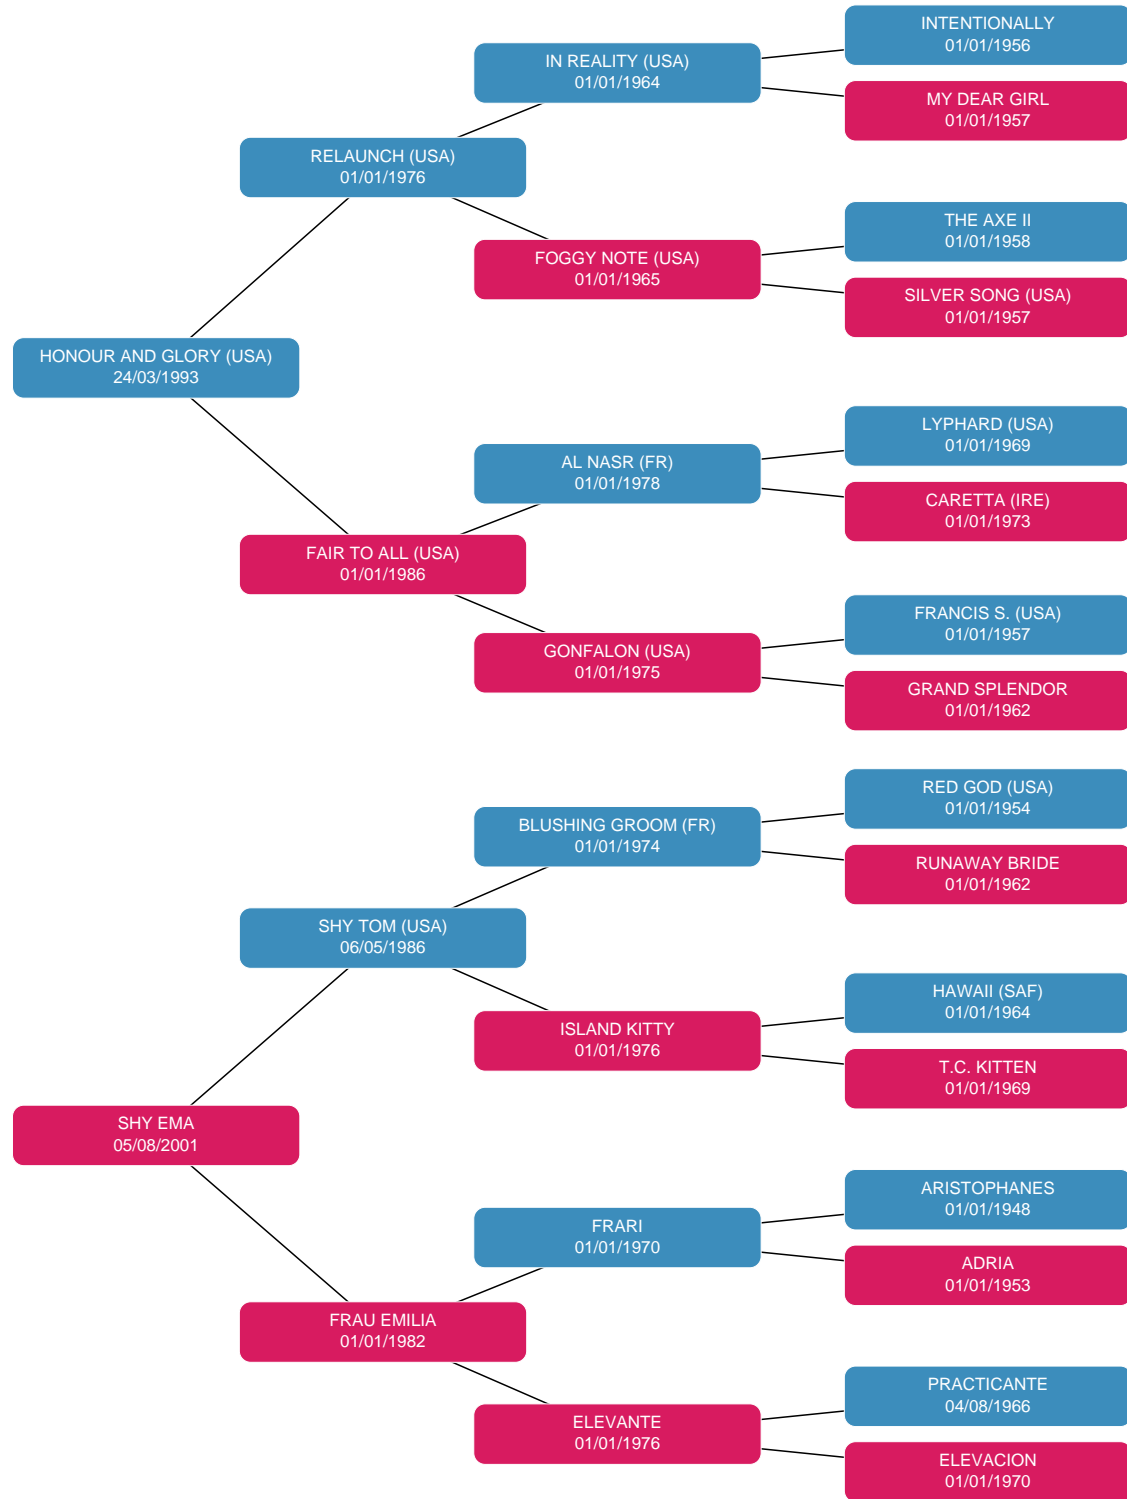 INTENTIONALLY
01/01/1956
IN REALITY (USA)
01/01/1964
MY DEAR GIRL
01/01/1957
RELAUNCH (USA)
01/01/1976
THE AXE II
01/01/1958
FOGGY NOTE (USA)
01/01/1965
SILVER SONG (USA)
01/01/1957
HONOUR AND GLORY (USA)
24/03/1993
LYPHARD (USA)
01/01/1969
AL NASR (FR)
01/01/1978
CARETTA (IRE)
01/01/1973
FAIR TO ALL (USA)
01/01/1986
FRANCIS S. (USA)
01/01/1957
GONFALON (USA)
01/01/1975
GRAND SPLENDOR
01/01/1962
RED GOD (USA)
01/01/1954
BLUSHING GROOM (FR)
01/01/1974
RUNAWAY BRIDE
01/01/1962
SHY TOM (USA)
06/05/1986
HAWAII (SAF)
01/01/1964
ISLAND KITTY
01/01/1976
T.C. KITTEN
01/01/1969
SHY EMA
05/08/2001
ARISTOPHANES
01/01/1948
FRARI
01/01/1970
ADRIA
01/01/1953
FRAU EMILIA
01/01/1982
PRACTICANTE
04/08/1966
ELEVANTE
01/01/1976
ELEVACION
01/01/1970